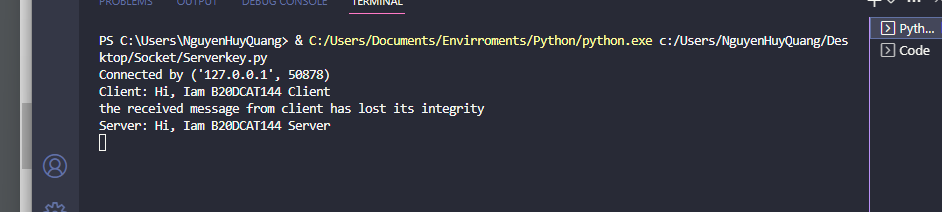 PROBLEMS OUTPUT DEBUG CONSOLE TERMINAL
PS C:\Users\NguyenHuyQuang> & C:/Users/Documents/Envirroments/Python/python.exe c:/Users/NguyenHuyQuang/Des
ktop/Socket/Serverkey.py
Connected by ('127.0.0.1', 50878)
Client: Hi, Iam B20DCAT144 Client
the received message from client has lost its integrity
Server: Hi, Iam B20DCAT144 Server
Pyth...
Code